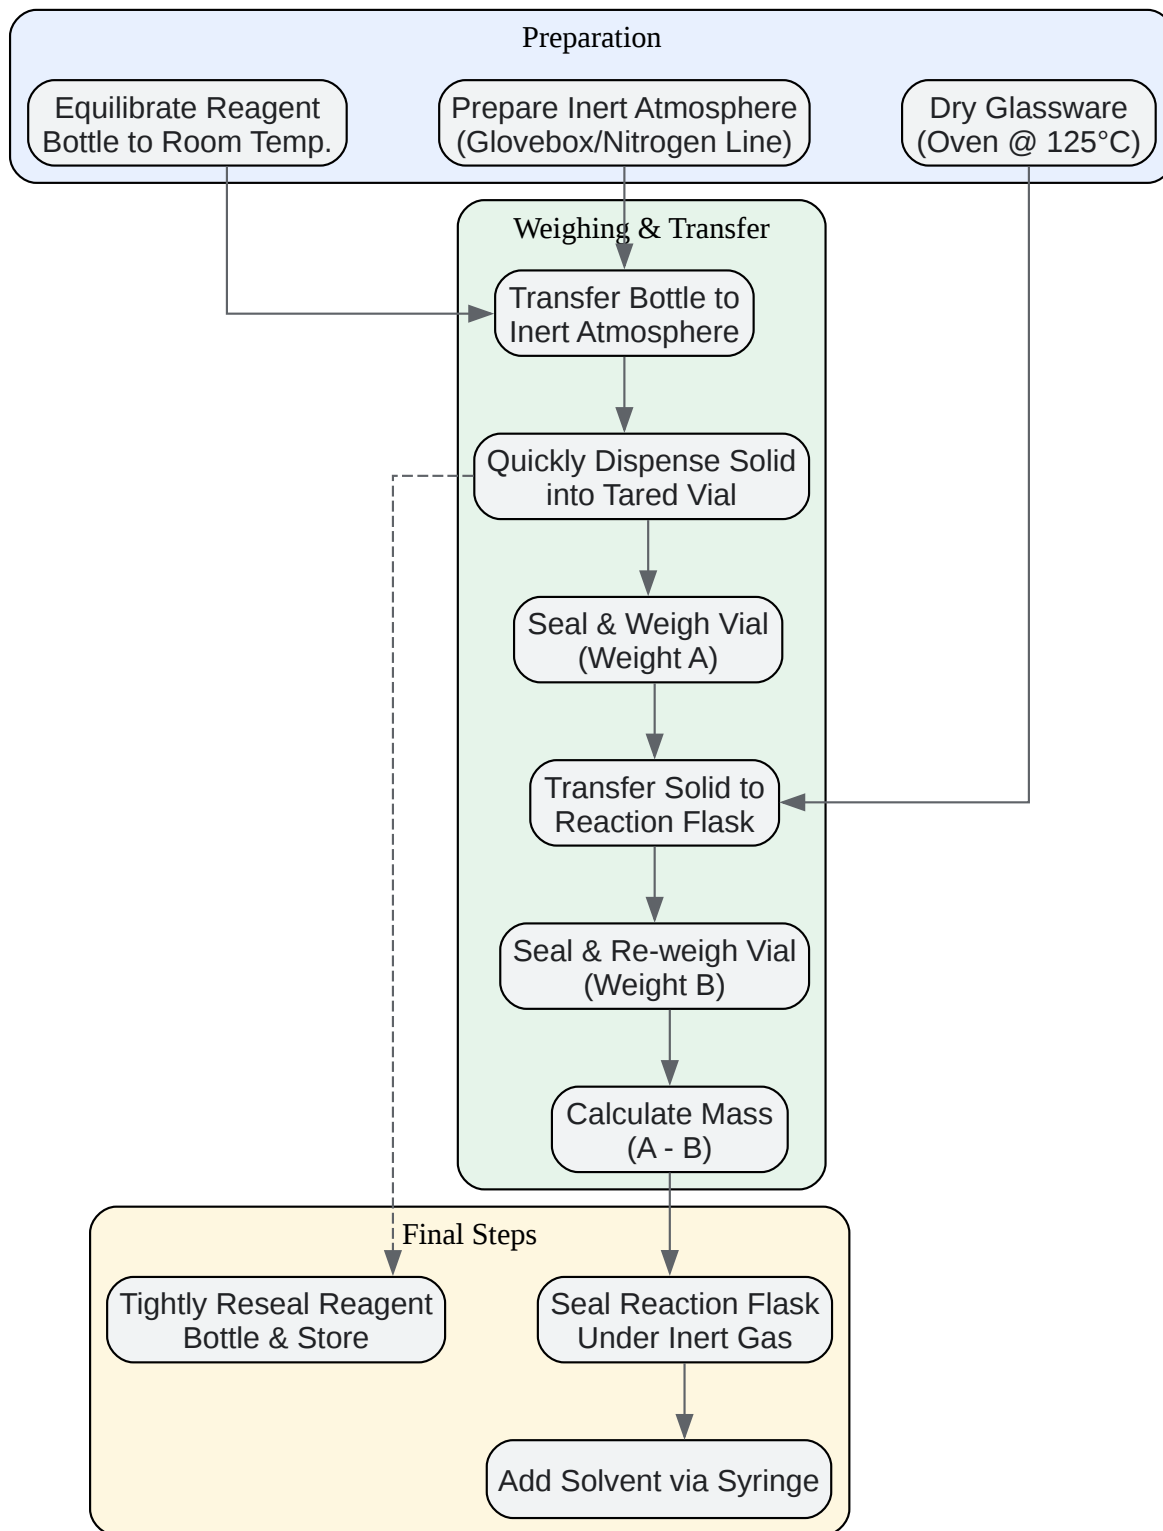 Preparation
Equilibrate Reagent
Bottle to Room Temp.
Prepare Inert Atmosphere
(Glovebox/Nitrogen Line)
Dry Glassware
(Oven @ 125°C)
Weighing & Transfer
Transfer Bottle to
Inert Atmosphere
Quickly Dispense Solid
into Tared Vial
Seal & Weigh Vial
(Weight A)
Transfer Solid to
Reaction Flask
Seal & Re-weigh Vial
(Weight B)
Calculate Mass
(A - B)
Final Steps
Tightly Reseal Reagent
Bottle & Store
Seal Reaction Flask
Under Inert Gas
Add Solvent via Syringe